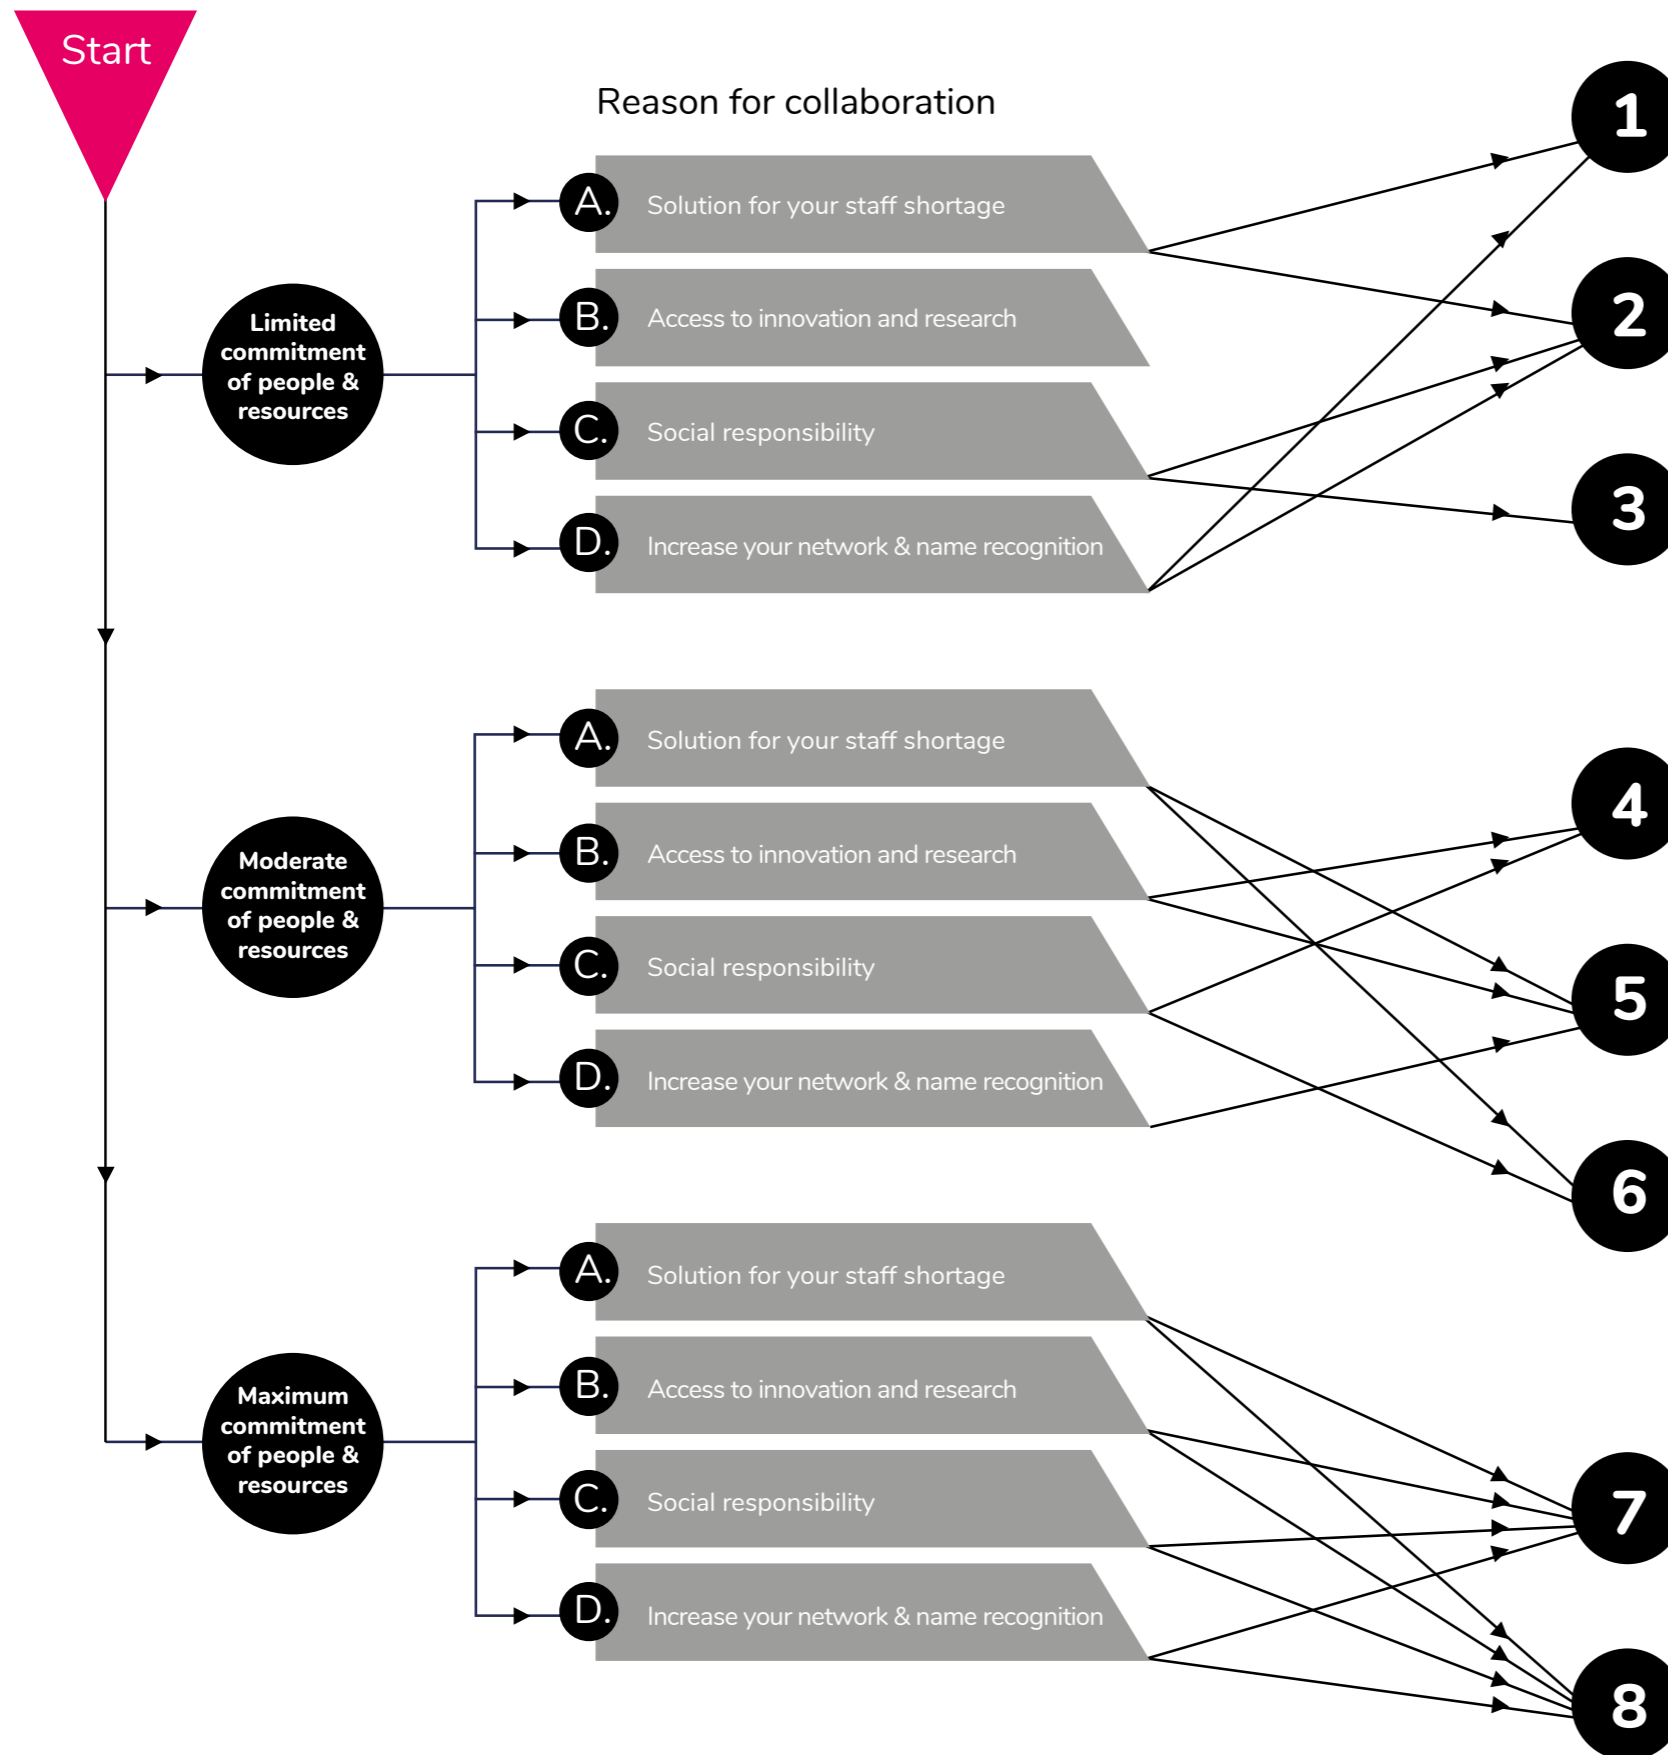 Start
Reason for collaboration
Limited
commitment
of people &
resources
A.
Solution for your staff shortage
B.
Access to innovation and research
C.
Social responsibility
D.
Increase your network & name recognition
1
2
3
Moderate
commitment
of people &
resources
A.
Solution for your staff shortage
B.
Access to innovation and research
C.
Social responsibility
D.
Increase your network & name recognition
4
5
6
Maximum
commitment
of people &
resources
A.
Solution for your staff shortage
B.
Access to innovation and research
C.
Social responsibility
D.
Increase your network & name recognition
7
8